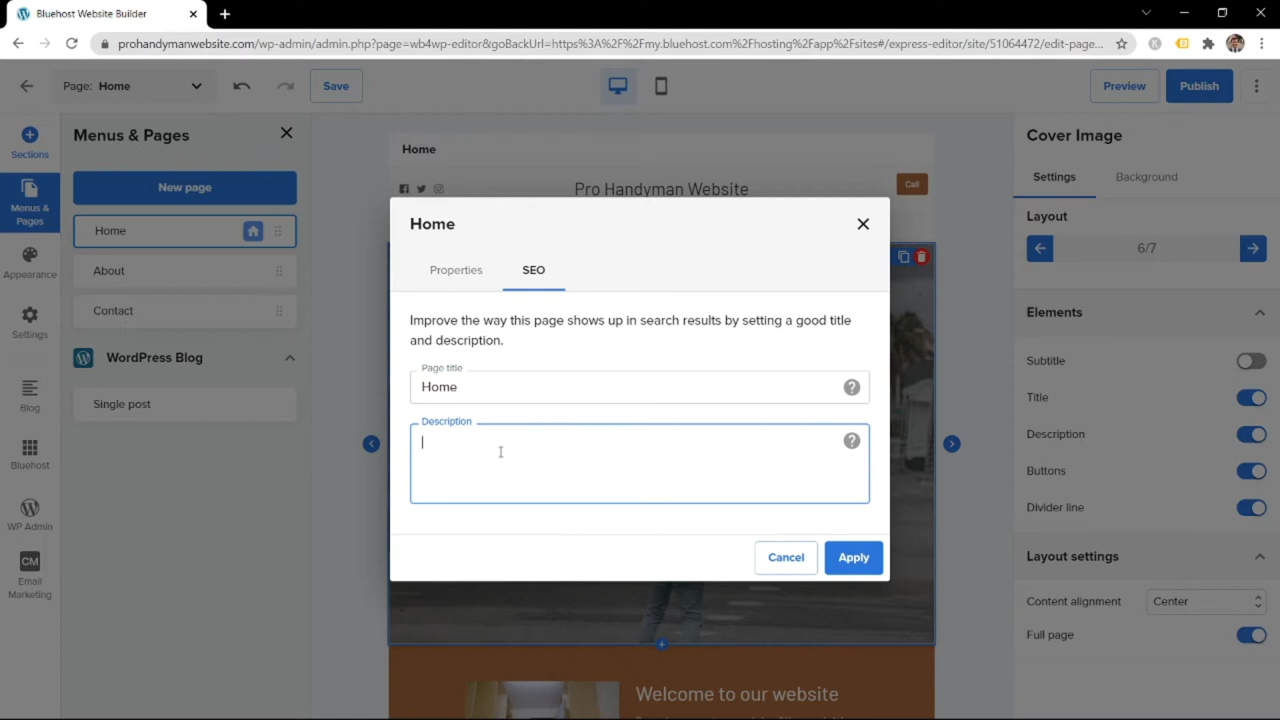 Bluehost Website Builder
prohandymanwebsite.com/wp-admin/admin.php?page=wb4wp-editor&goBackUrl=https%3A%2F%2Fmy.bluehost.com%2Fhosting%2Fapp%2Fsites#/express-editor/site/51064472/edit-page...
Page: Home
Save
Preview
Publish
Sections
Menus &
Pages
Appearance
Settings
Blog
Bluehost
WP Admin
CM
Email
Marketing
Menus & Pages
New page
Home
About
Contact
WordPress Blog
Single post
Home
Pro Handyman Website
Call
Home
Properties
SEO
Improve the way this page shows up in search results by setting a good title
and description.
Page title
Home
?
Description
?
Cancel
Apply
Welcome to our website
Cover Image
Settings
Background
Layout
6/7
Elements
Subtitle
Title
Description
Buttons
Divider line
Layout settings
Content alignment
Center
Full page